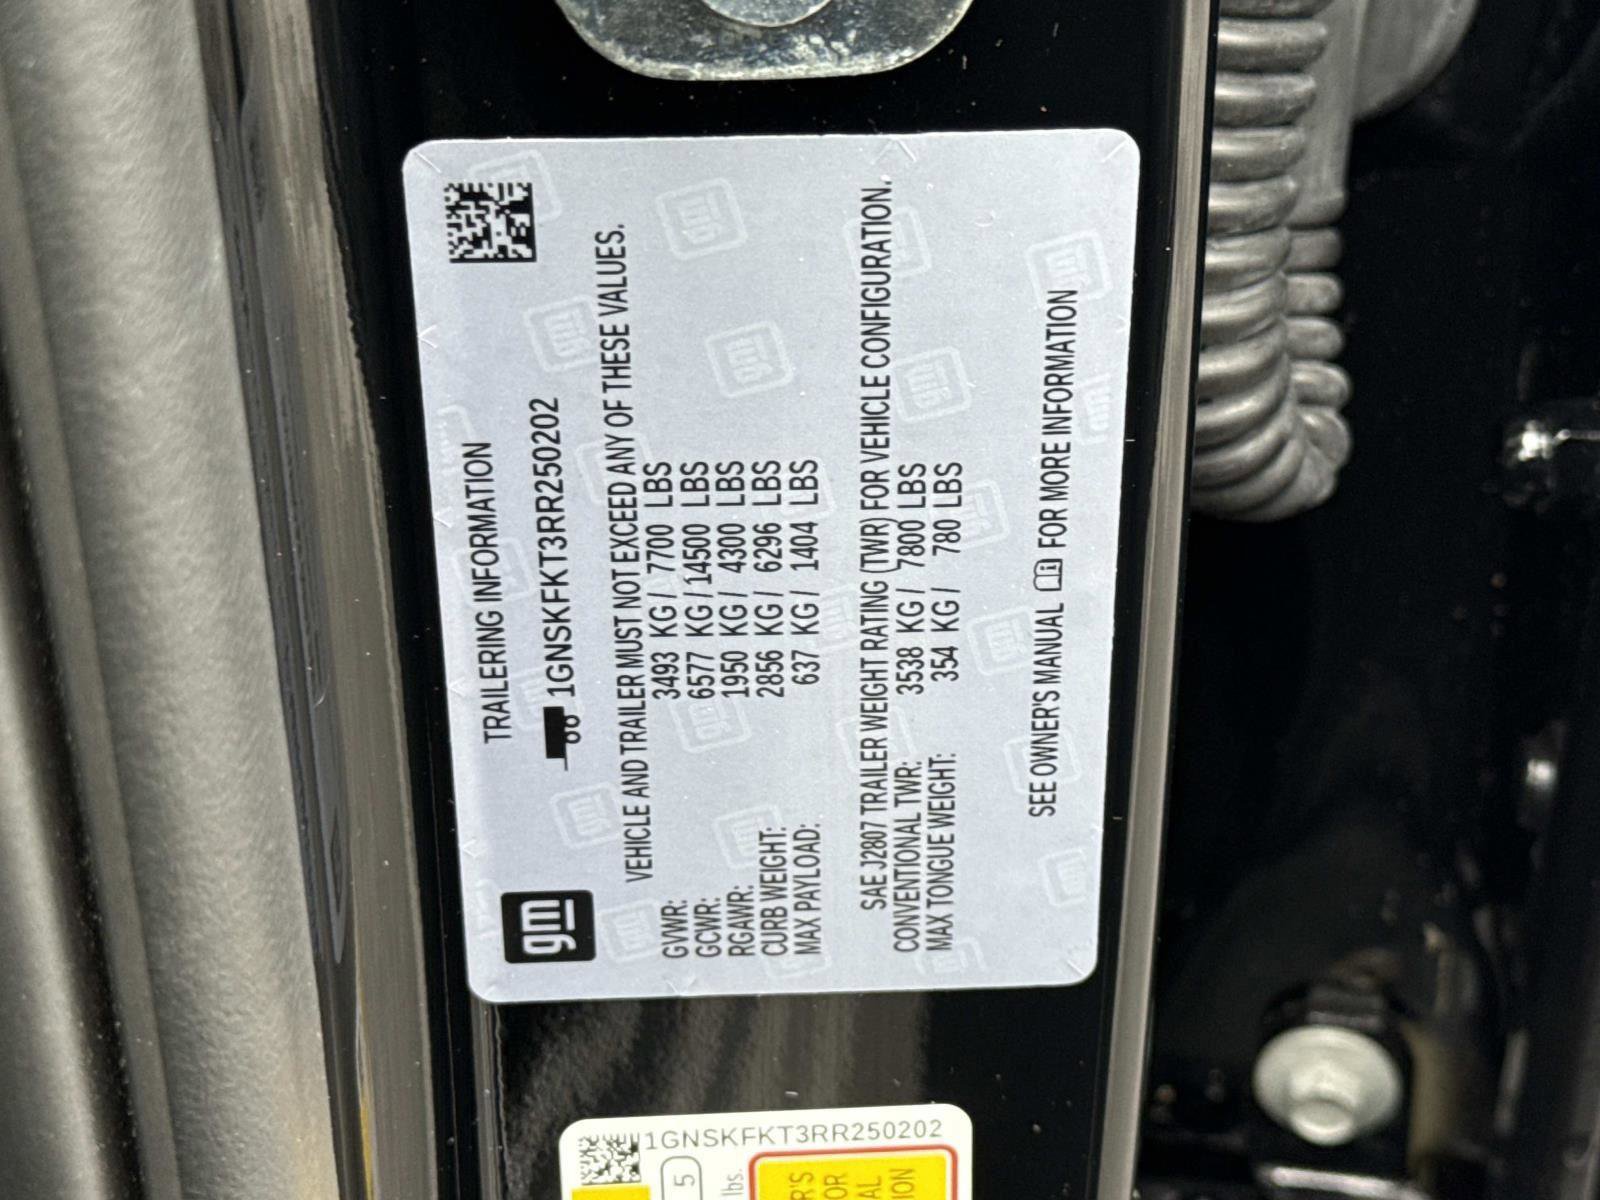 gm
TRAILERING INFORMATION
1GNSKFKT3RR250202
VEHICLE AND TRAILER MUST NOT EXCEED ANY OF THESE VALUES.
GVWR: 3493 KG / 7700 LBS
GCWR: 6577 KG / 14500 LBS
RGAWR: 1950 KG / 4300 LBS
CURB WEIGHT: 2856 KG / 6296 LBS
MAX PAYLOAD: 637 KG / 1404 LBS
SAE J2807 TRAILER WEIGHT RATING (TWR) FOR VEHICLE CONFIGURATION.
CONVENTIONAL TWR: 3538 KG / 7800 LBS
MAX TONGUE WEIGHT: 354 KG / 780 LBS
SEE OWNER'S MANUAL FOR MORE INFORMATION
1GNSKFKT3RR250202
5
lbs.